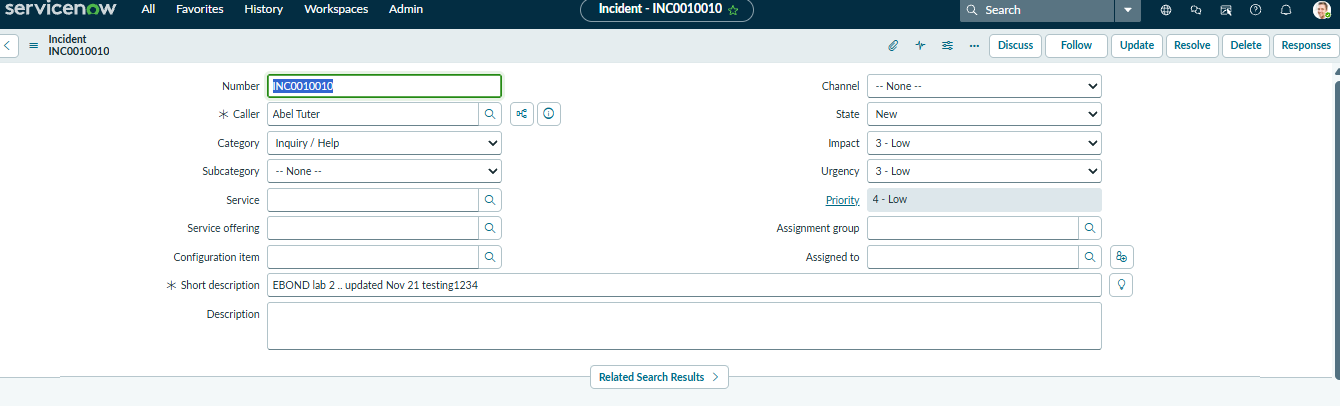 servicenow All Favorites History Workspaces Admin Incident - INC0010010 Search
Incident
INC0010010
Discuss Follow Update Resolve Delete Responses
Number INC0010010 Channel -- None --
Caller Abel Tuter State New
Category Inquiry / Help Impact 3 - Low
Subcategory -- None -- Urgency 3 - Low
Service Priority 4 - Low
Service offering Assignment group
Configuration item Assigned to
Short description EBOND lab 2 .. updated Nov 21 testing1234
Description
Related Search Results